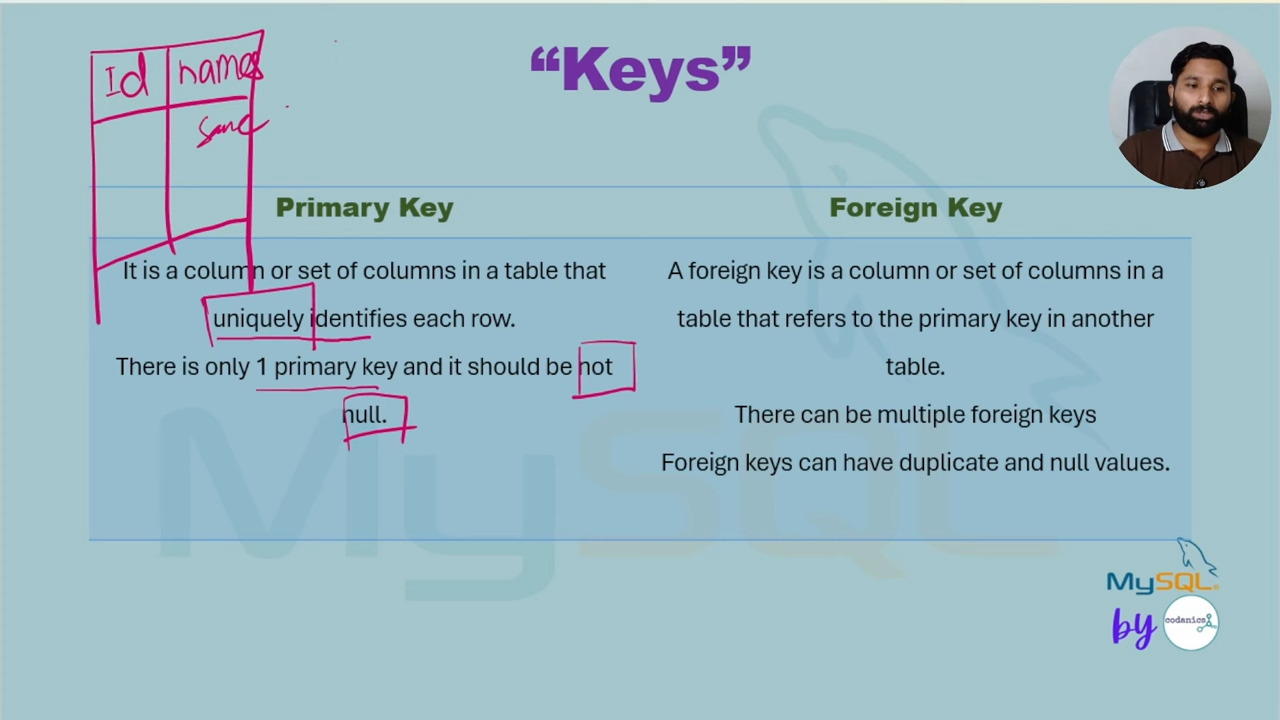 “Keys”
Id names
same
Primary Key
It is a column or set of columns in a table that
uniquely identifies each row.
There is only 1 primary key and it should be not
null.
Foreign Key
A foreign key is a column or set of columns in a
table that refers to the primary key in another
table.
There can be multiple foreign keys
Foreign keys can have duplicate and null values.
MySQL
MySQL
by codanics